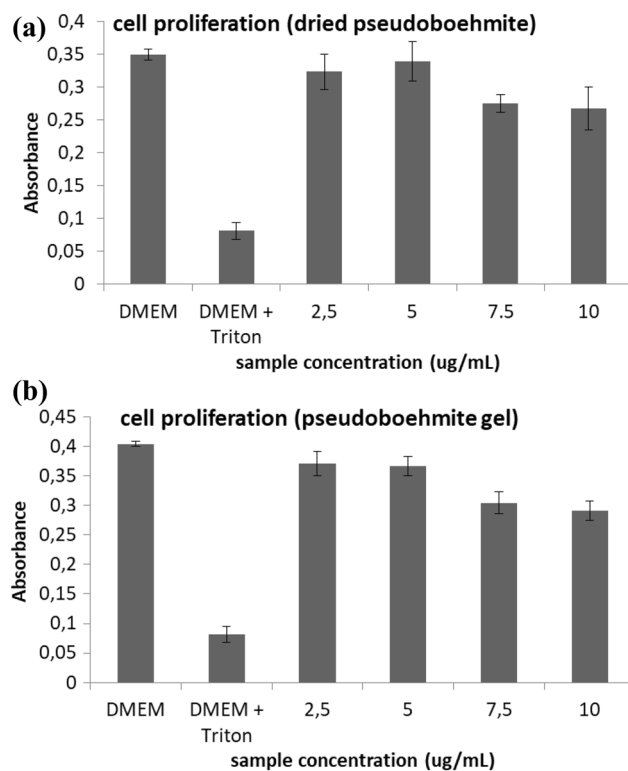 (a)
cell proliferation (dried pseudoboehmite)
0,4
0,35
0,3
0,25
0,2
0,15
0,1
0,05
0
Absorbance
DMEM
DMEM +
Triton
2,5
5
7.5
10
sample concentration (ug/mL)
(b)
cell proliferation (pseudoboehmite gel)
0,45
0,4
0,35
0,3
0,25
0,2
0,15
0,1
0,05
0
Absorbance
DMEM
DMEM +
Triton
2,5
5
7,5
10
sample concentration (ug/mL)